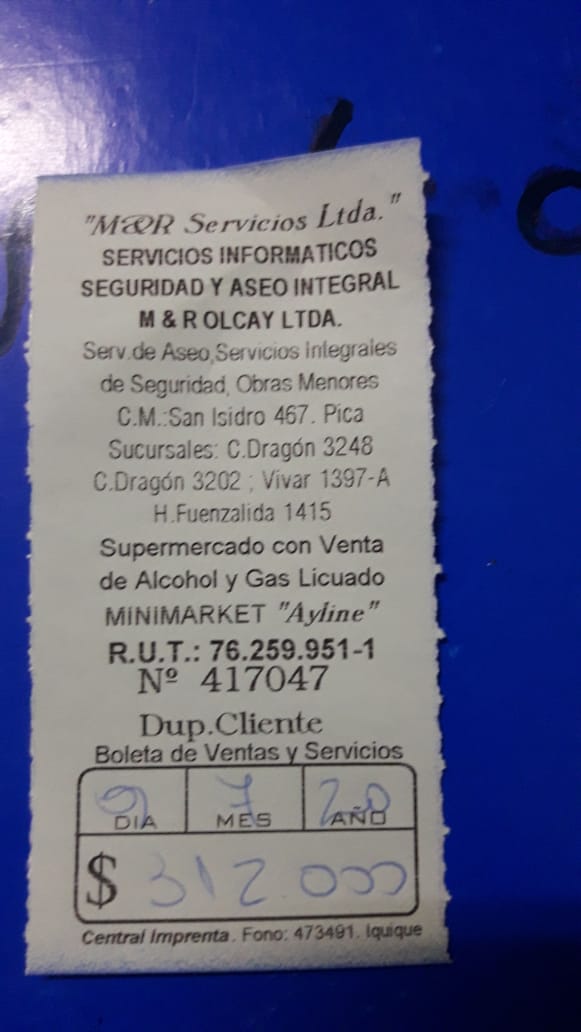 "M&R Servicios Ltda."
SERVICIOS INFORMATICOS
SEGURIDAD Y ASEO INTEGRAL
M & R OLCAY LTDA.
Serv.de Aseo,Servicios Integrales
de Seguridad, Obras Menores
C.M.:San Isidro 467. Pica
Sucursales: C.Dragón 3248
C.Dragón 3202 ; Vivar 1397-A
H.Fuenzalida 1415
Supermercado con Venta
de Alcohol y Gas Licuado
MINIMARKET "Ayline"
R.U.T.: 76.259.951-1
Nº 417047
Dup.Cliente
Boleta de Ventas y Servicios
9 7 20
DIA MES AÑO
$ 312.000
Central Imprenta. Fono: 473491. Iquique